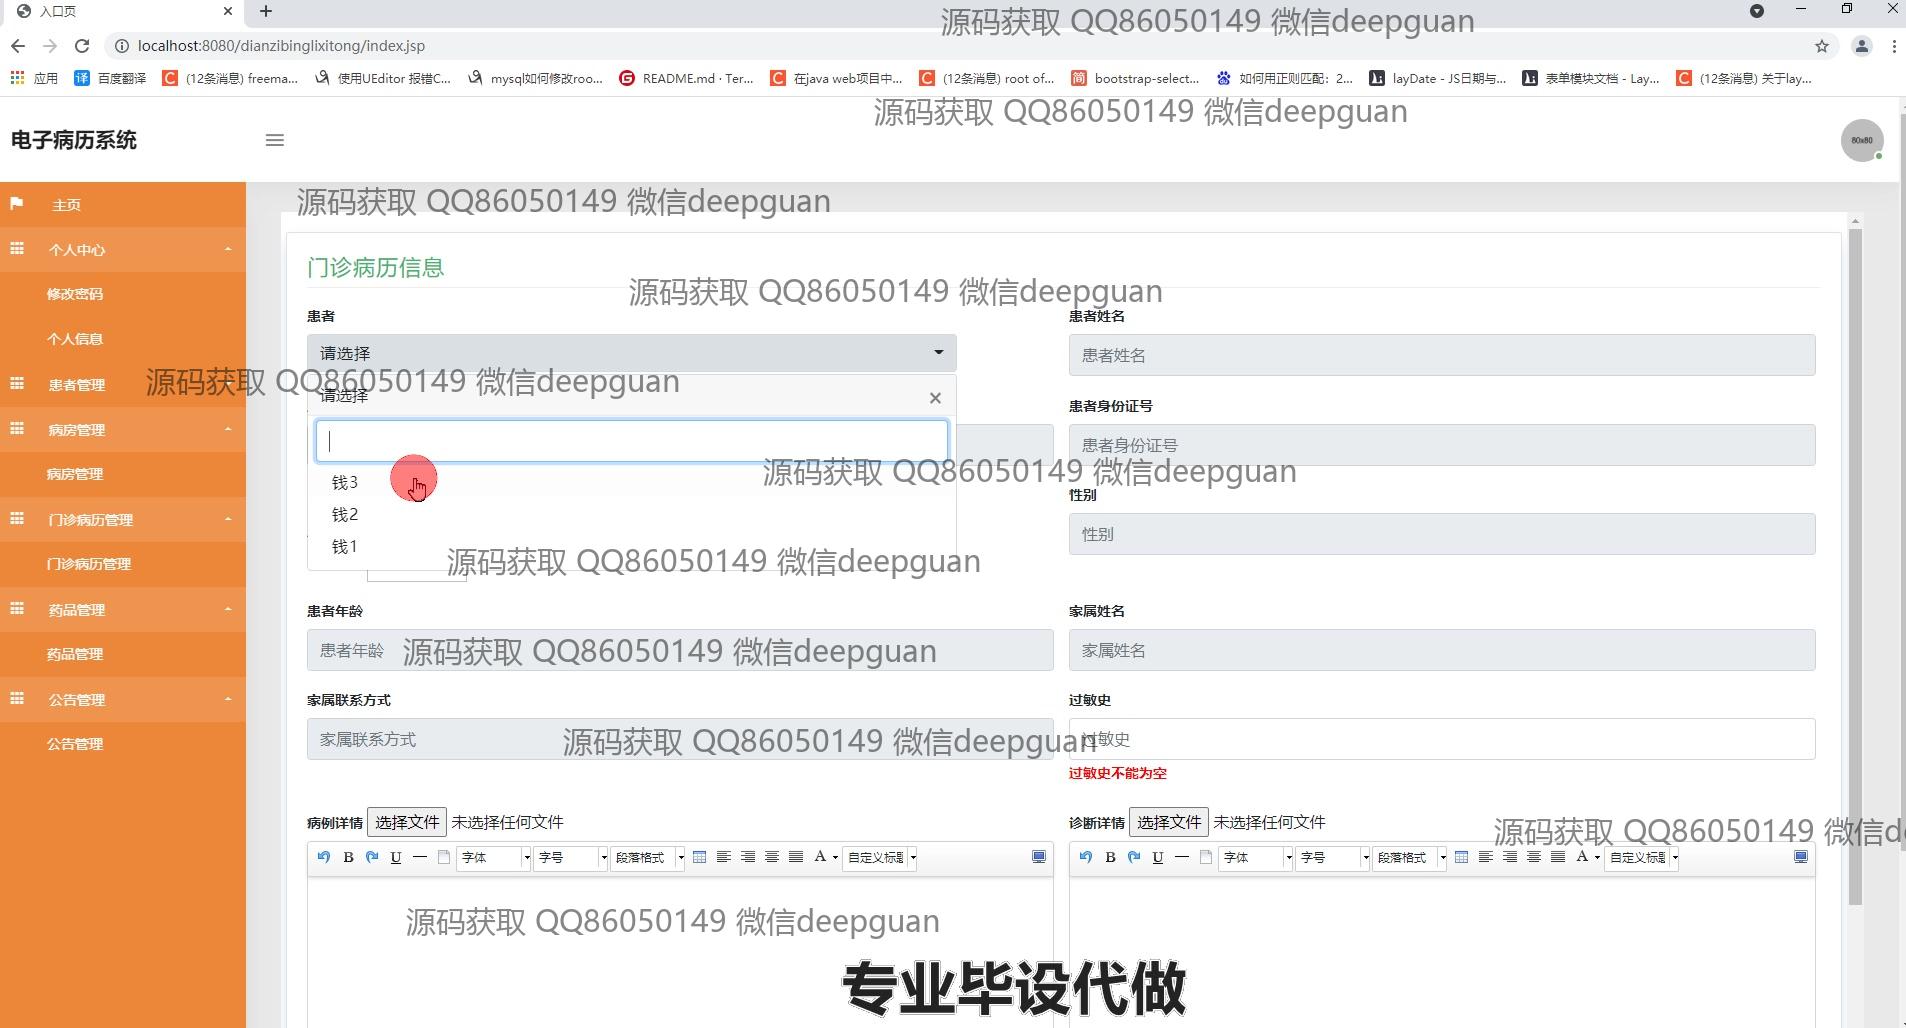 入口页
源码获取 QQ86050149 微信deepguan
localhost:8080/dianzibinglixitong/index.jsp
应用 百度翻译 (12条消息) freema... 使用UEditor 报错C... mysql如何修改roo... README.md · Ter... 在java web项目中... (12条消息) root of... bootstrap-select... 如何用正则匹配：2... layDate - JS日期与... 表单模块文档 - Lay... (12条消息) 关于lay...
源码获取 QQ86050149 微信deepguan
电子病历系统
80x80
源码获取 QQ86050149 微信deepguan
主页
个人中心
修改密码
个人信息
患者管理
病房管理
病房管理
门诊病历管理
门诊病历管理
药品管理
药品管理
公告管理
公告管理
门诊病历信息
源码获取 QQ86050149 微信deepguan
患者 患者姓名
请选择 患者姓名
源码获取 QQ86050149 微信deepguan
请选择
患者身份证号
患者身份证号
源码获取 QQ86050149 微信deepguan
钱3
性别
钱2
性别
钱1
源码获取 QQ86050149 微信deepguan
患者年龄 家属姓名
患者年龄 家属姓名
源码获取 QQ86050149 微信deepguan
家属联系方式 过敏史
家属联系方式 过敏史
源码获取 QQ86050149 微信deepguan
过敏史不能为空
病例详情 选择文件 未选择任何文件 诊断详情 选择文件 未选择任何文件
源码获取 QQ86050149 微信d
B U 字体 字号 段落格式 A 自定义标题 B U 字体 字号 段落格式 A 自定义标题
源码获取 QQ86050149 微信deepguan
专业毕设代做